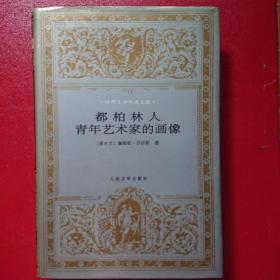 世界文学名著文库
都柏林人
青年艺术家的画像
[爱尔兰] 詹姆斯·乔伊斯 著
人民文学出版社